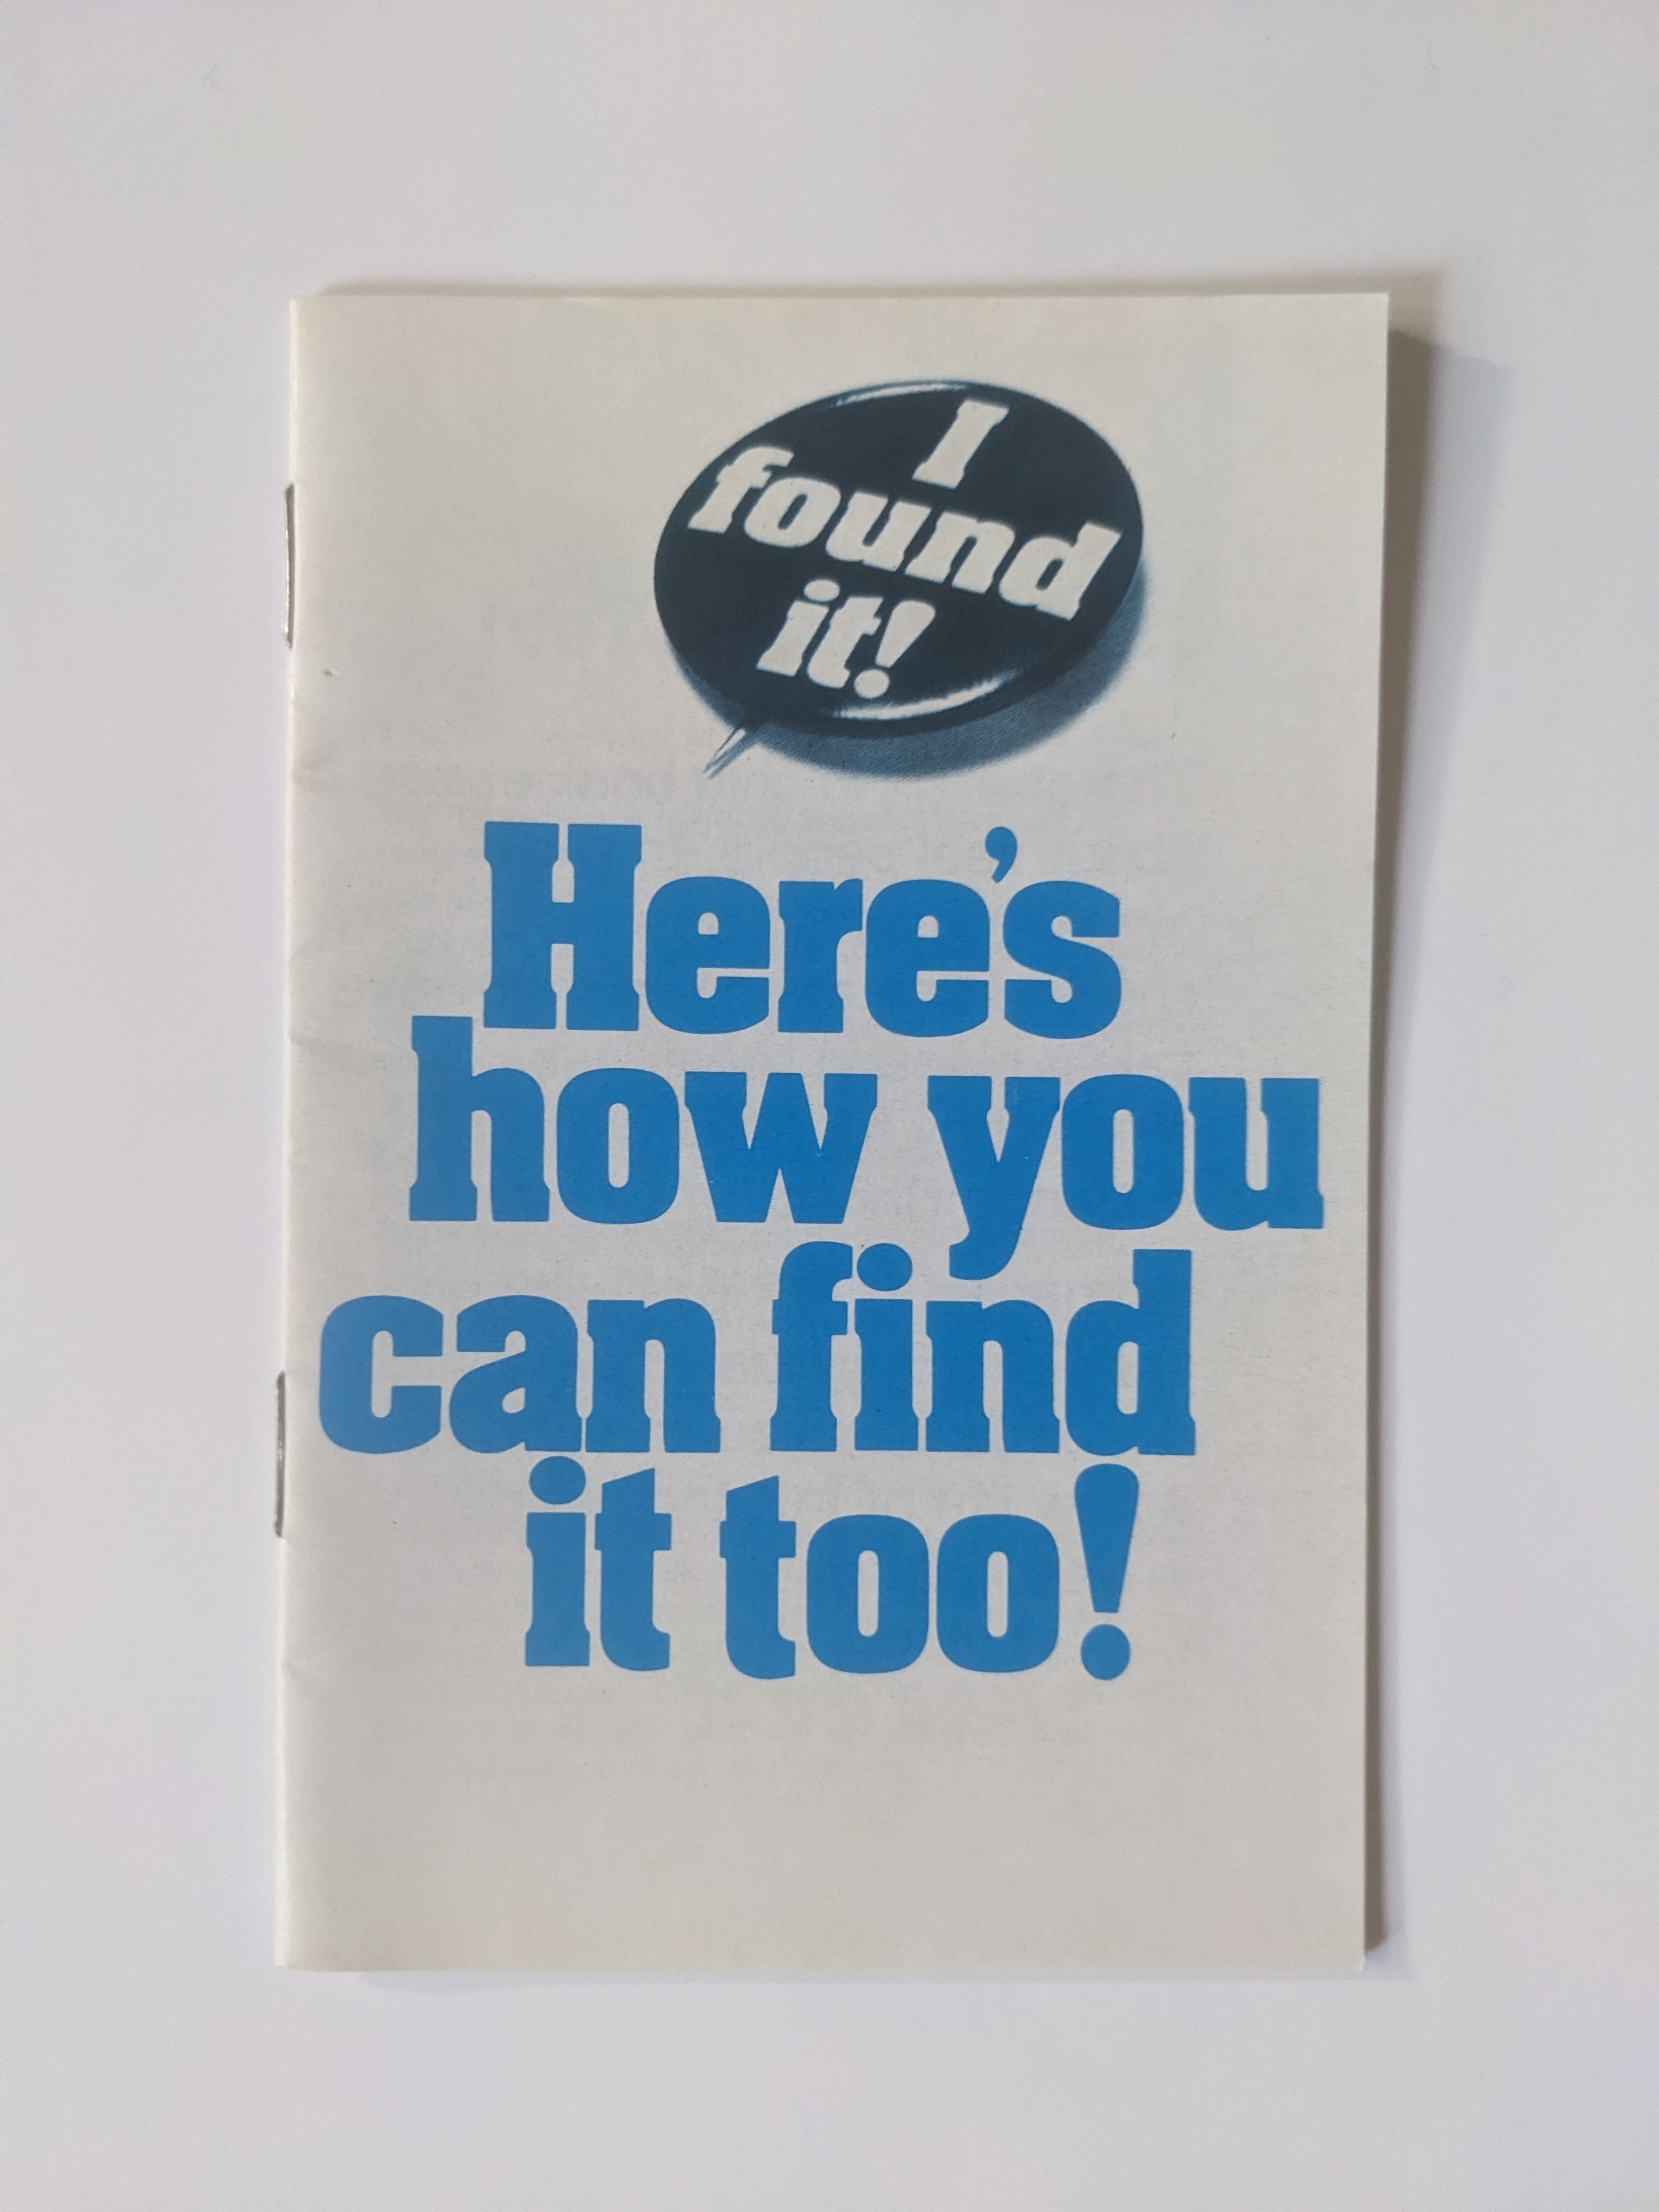 I
found
it!
Here's
how you
can find
it too!